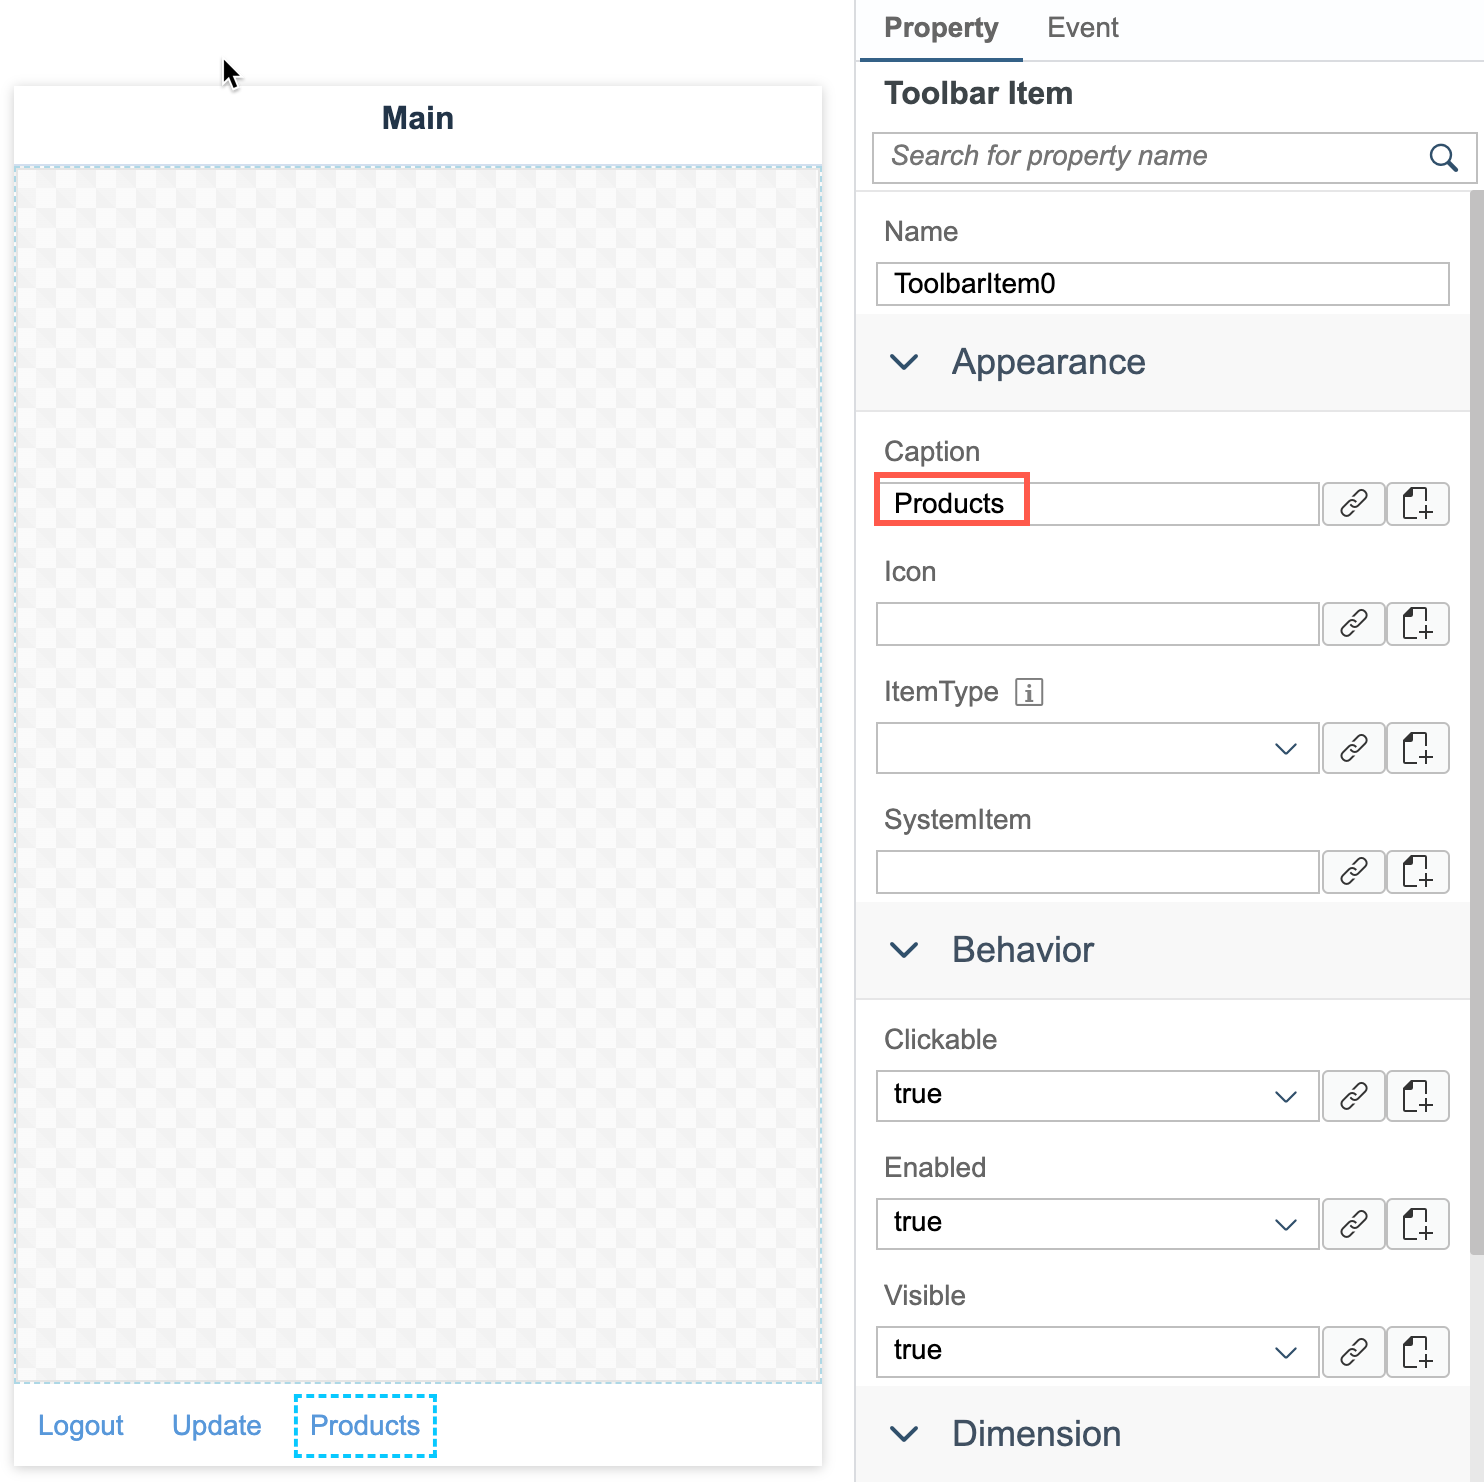 Main
Logout
Update
Products
Property
Event
Toolbar Item
Search for property name
Name
ToolbarItem0
Appearance
Caption
Products
Icon
ItemType
SystemItem
Behavior
Clickable
true
Enabled
true
Visible
true
Dimension